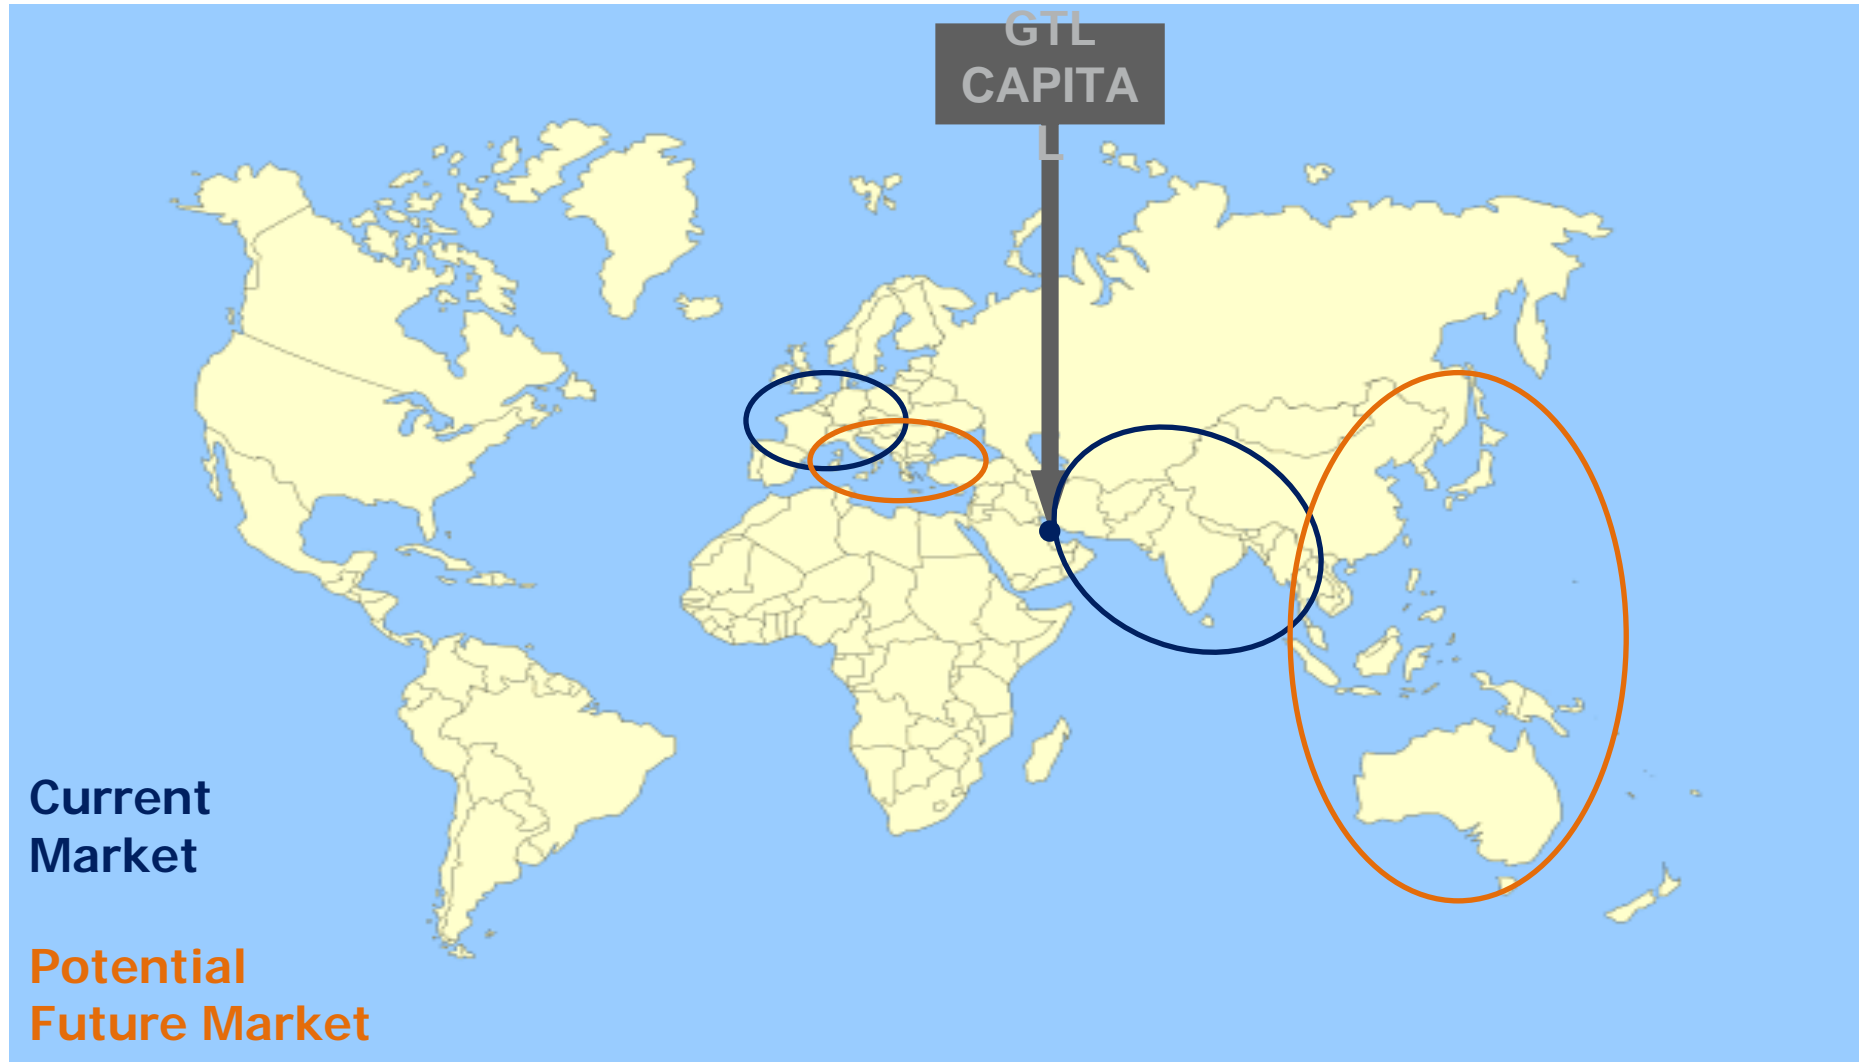 GTL
CAPITA
L
Current
Market
Potential
Future Market